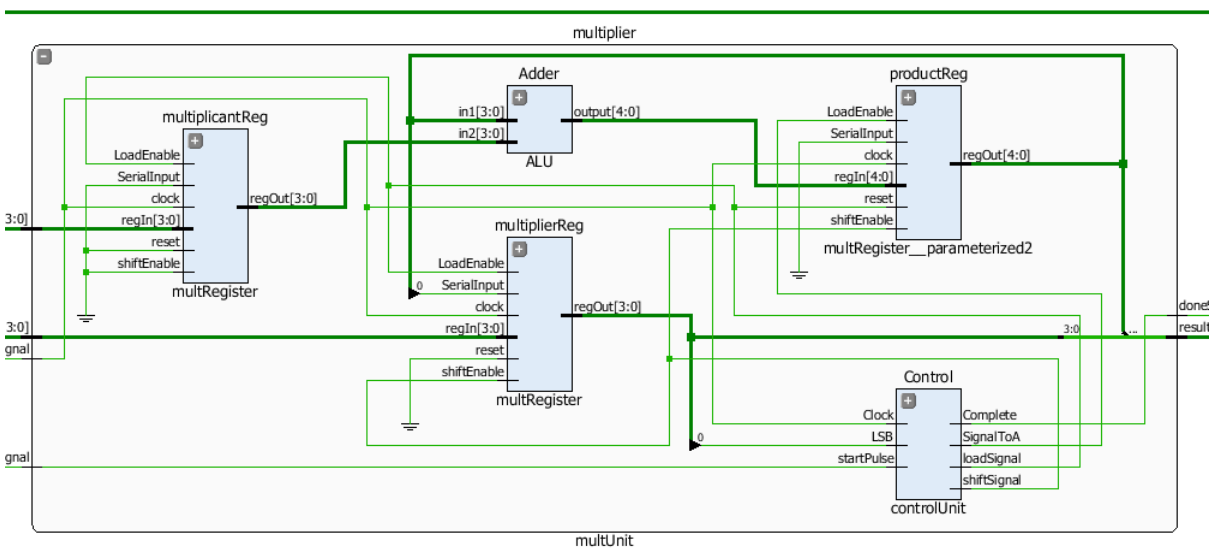 multiplier
Adder
productReg
multiplicantReg
in1[3:0]
output[4:0]
LoadEnable
in2[3:0]
SerialInput
ALU
LoadEnable
clock
regOut[4:0]
SerialInput
regIn[4:0]
clock
regOut[3:0]
reset
3:0]
regIn[3:0]
multiplierReg
shiftEnable
reset
multRegister__parameterized2
shiftEnable
LoadEnable
multRegister
0
SerialInput
clock
regOut[3:0]
done
3:0]
regIn[3:0]
3:0
...
result
gnal
reset
shiftEnable
Control
multRegister
Clock
Complete
0
LSB
SignalToA
gnal
startPulse
loadSignal
shiftSignal
controlUnit
multUnit